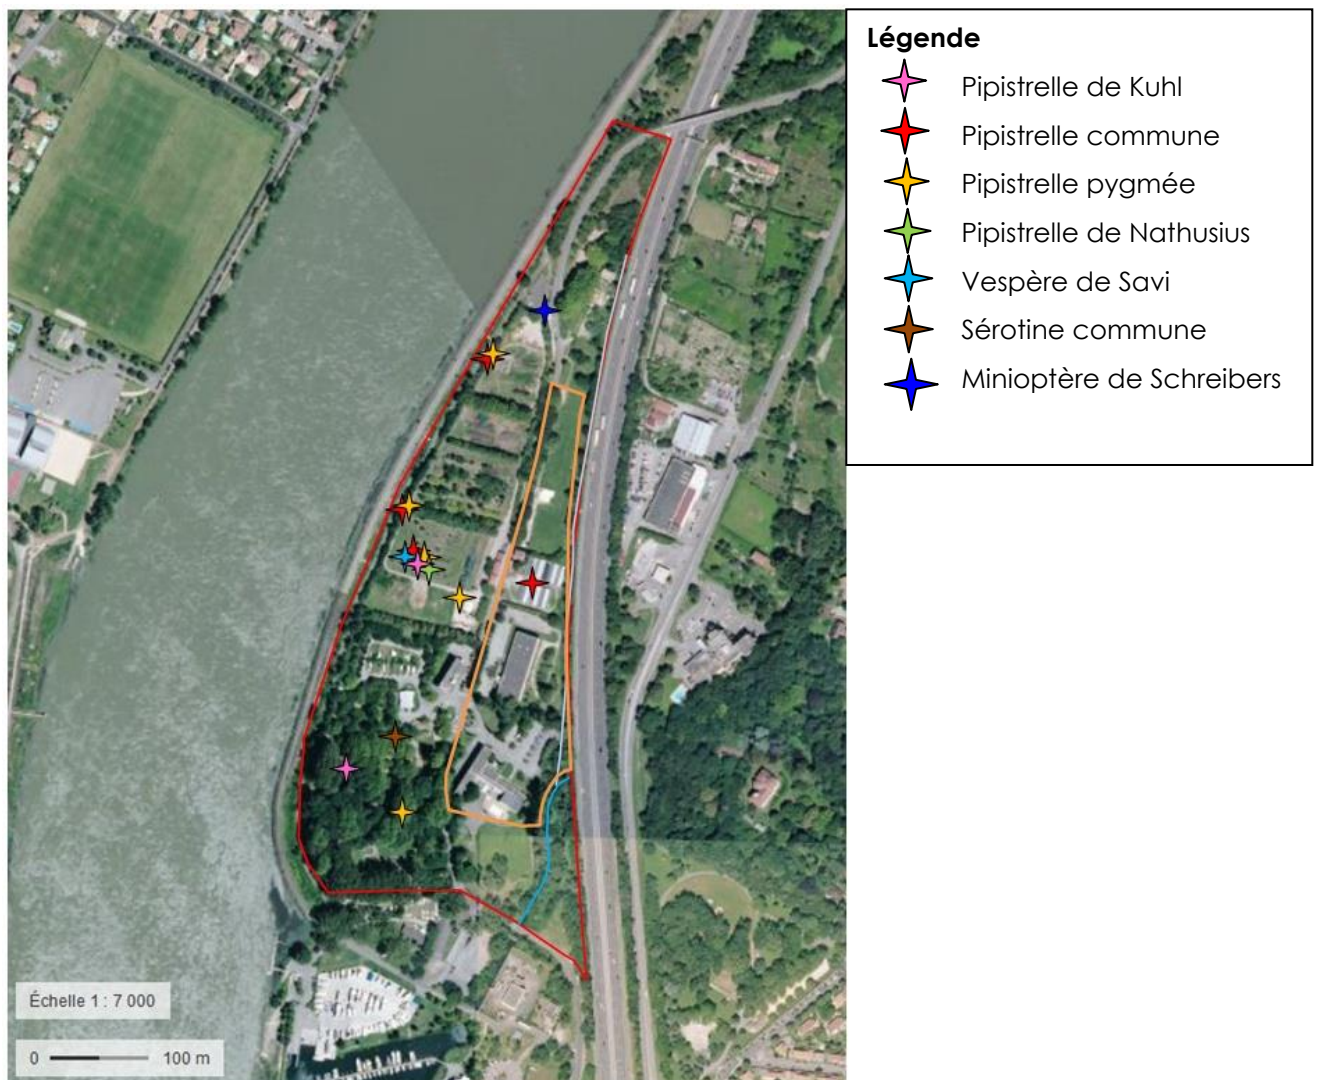 Légende
Pipistrelle de Kuhl
Pipistrelle commune
Pipistrelle pygmée
Pipistrelle de Nathusius
Vespère de Savi
Sérotine commune
Minioptère de Schreibers
Échelle 1 : 7 000
0 100 m